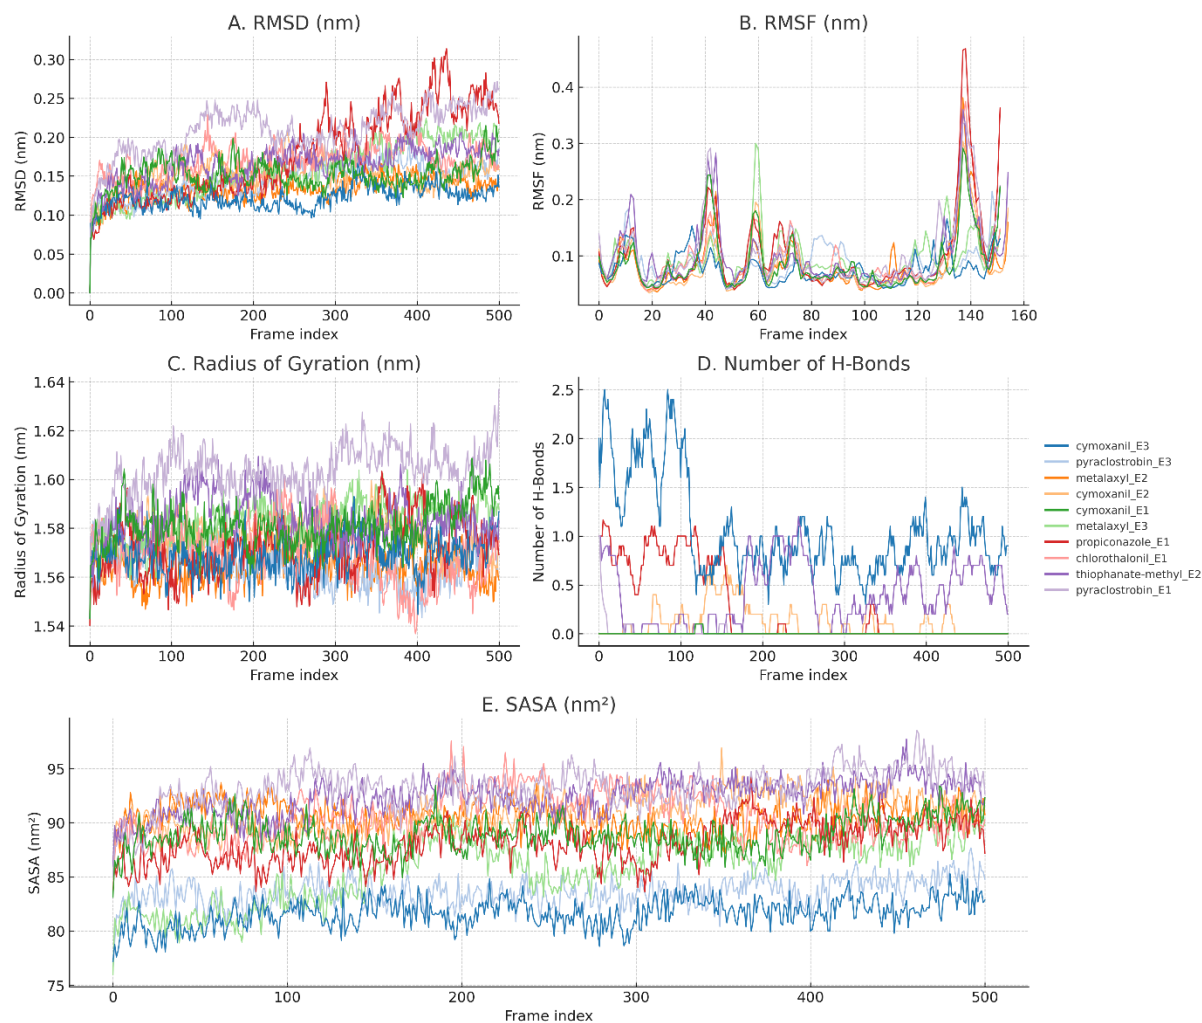 A. RMSD (nm)
RMSD (nm)
0.30
0.25
0.20
0.15
0.10
0.05
0.00
0 100 200 300 400 500
Frame index
B. RMSF (nm)
RMSF (nm)
0.4
0.3
0.2
0.1
0 20 40 60 80 100 120 140 160
Frame index
C. Radius of Gyration (nm)
Radius of Gyration (nm)
1.64
1.62
1.60
1.58
1.56
1.54
0 100 200 300 400 500
Frame index
D. Number of H-Bonds
Number of H-Bonds
2.5
2.0
1.5
1.0
0.5
0.0
0 100 200 300 400 500
Frame index
cymoxanil_E3
pyraclostrobin_E3
metalaxyl_E2
cymoxanil_E2
cymoxanil_E1
metalaxyl_E3
propiconazole_E1
chlorothalonil_E1
thiophanate-methyl_E2
pyraclostrobin_E1
E. SASA (nm²)
SASA (nm²)
95
90
85
80
75
0 100 200 300 400 500
Frame index